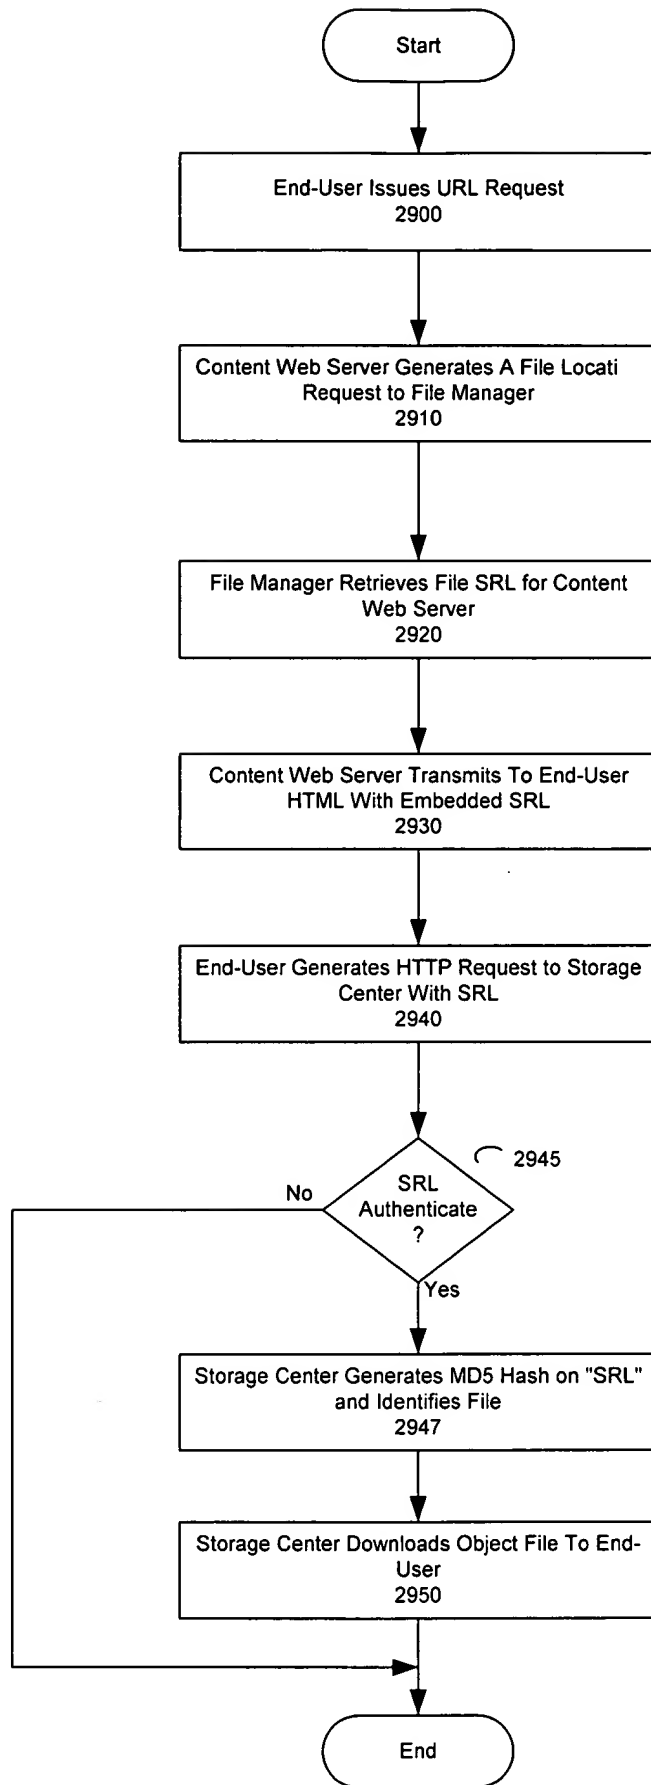 Start
End-User Issues URL Request
2900
Content Web Server Generates A File Locati
Request to File Manager
2910
File Manager Retrieves File SRL for Content
Web Server
2920
Content Web Server Transmits To End-User
HTML With Embedded SRL
2930
End-User Generates HTTP Request to Storage
Center With SRL
2940
2945
No
SRL
Authenticate
?
Yes
Storage Center Generates MD5 Hash on "SRL"
and Identifies File
2947
Storage Center Downloads Object File To End-
User
2950
End